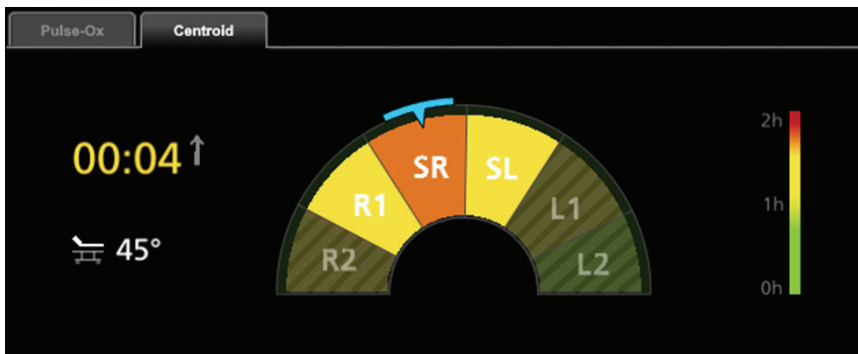 Pulse-Ox
Centroid
00:04
45°
R2
R1
SR
SL
L1
L2
2h
1h
0h